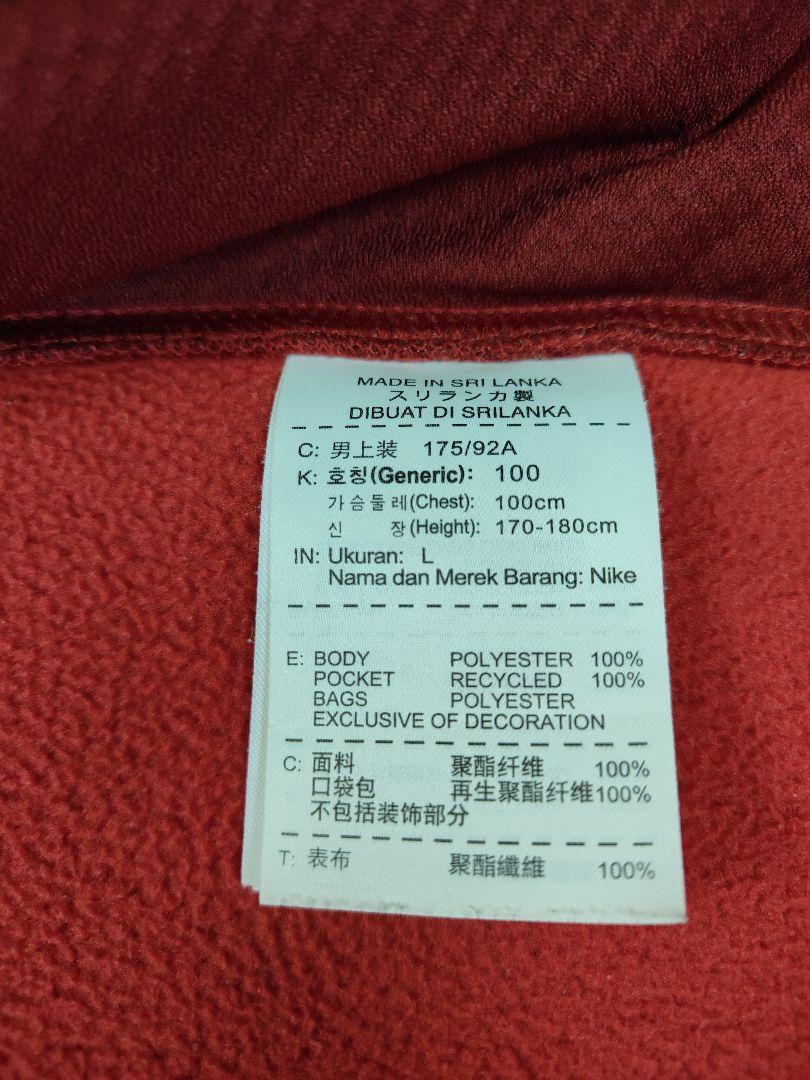 MADE IN SRI LANKA
スリランカ製
DIBUAT DI SRILANKA
C: 男上装 175/92A
K: 호칭(Generic): 100
가슴둘레(Chest): 100cm
신 장(Height): 170-180cm
IN: Ukuran: L
Nama dan Merek Barang: Nike
E: BODY POLYESTER 100%
POCKET RECYCLED 100%
BAGS POLYESTER
EXCLUSIVE OF DECORATION
C: 面料 聚酯纤维 100%
口袋包 再生聚酯纤维100%
不包括装饰部分
T: 表布 聚酯纖維 100%